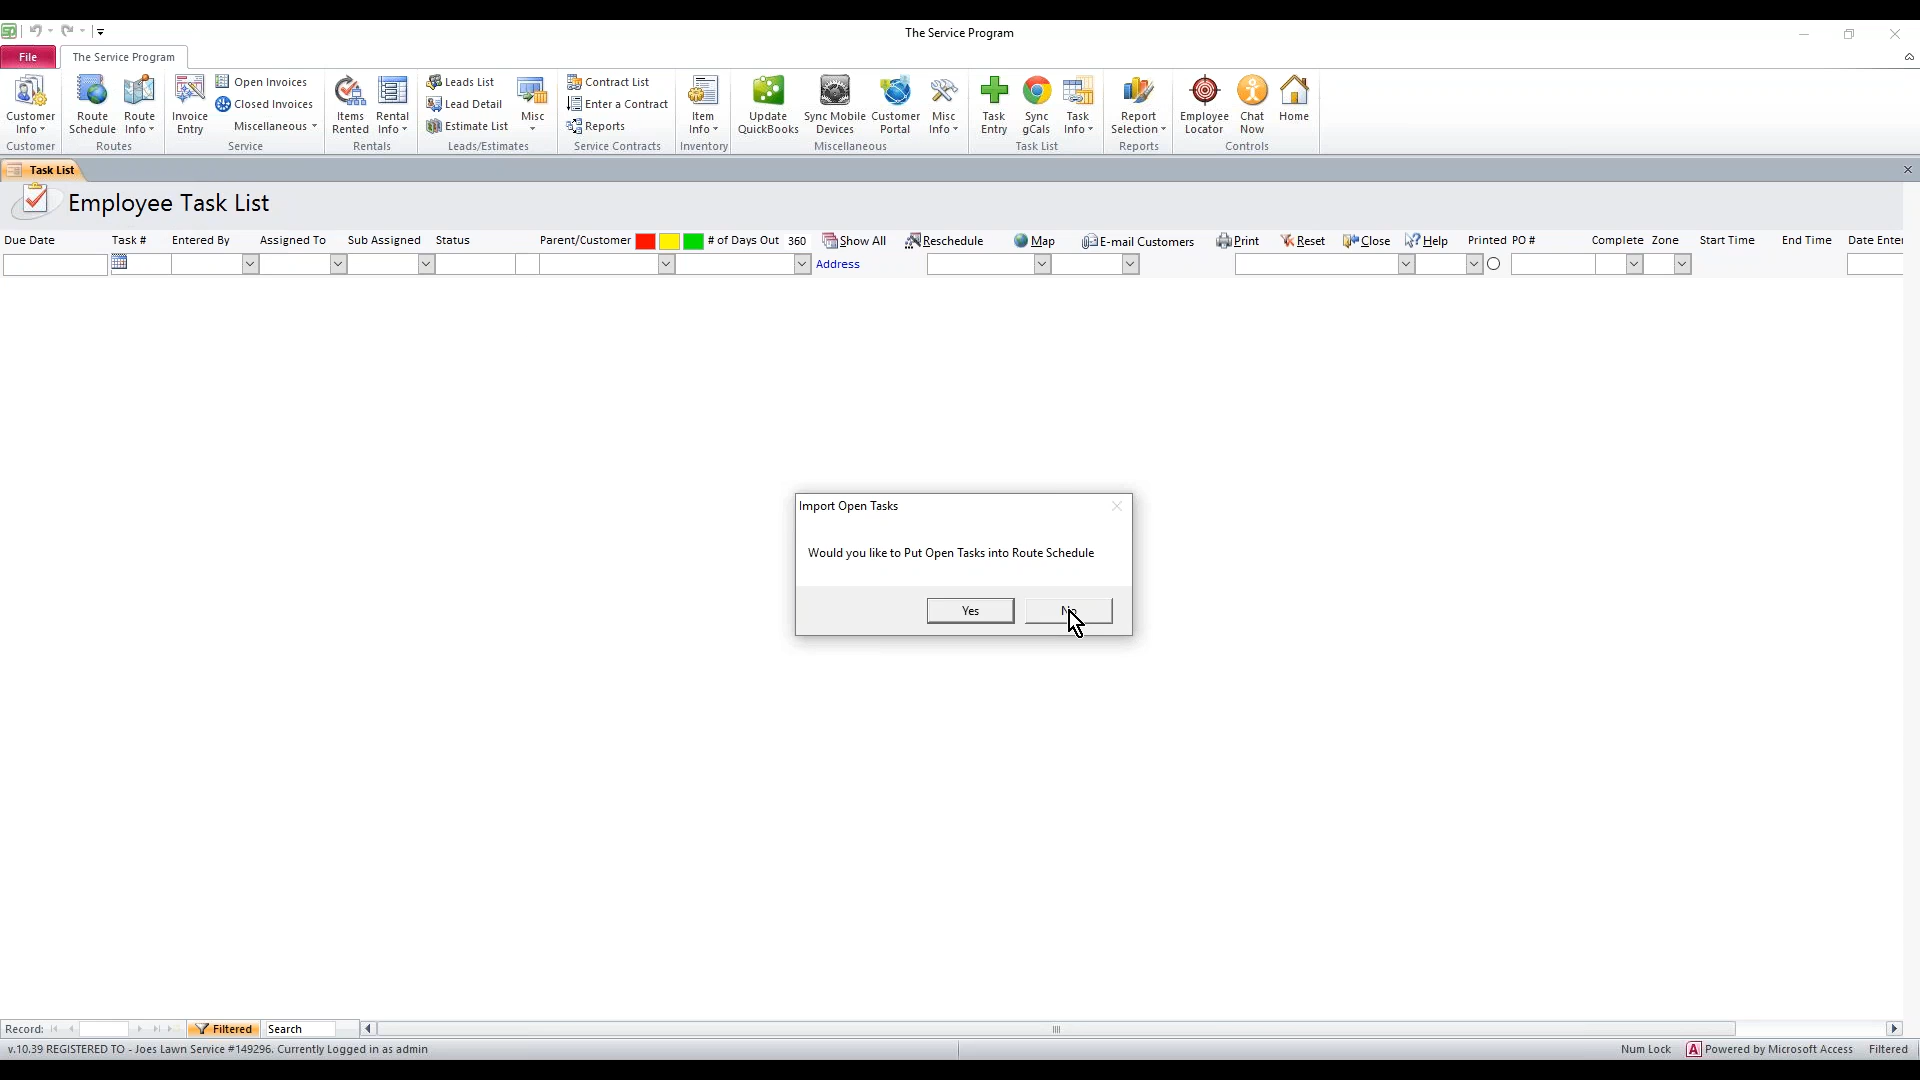 The Service Program
File
The Service Program
Customer Info
Route Schedule
Route Info
Invoice Entry
Open Invoices
Closed Invoices
Miscellaneous
Items Rented
Rental Info
Leads List
Lead Detail
Estimate List
Misc
Contract List
Enter a Contract
Reports
Item Info
Update QuickBooks
Sync Mobile Devices
Customer Portal
Misc Info
Task Entry
Sync gCals
Task Info
Report Selection
Employee Locator
Chat Now
Home
Customer Routes Service Rentals Leads/Estimates Service Contracts Inventory Miscellaneous Task List Reports Controls
Task List
Employee Task List
Due Date Task # Entered By Assigned To Sub Assigned Status Parent/Customer # of Days Out 360 Show All Reschedule Map E-mail Customers Print Reset Close Help Printed PO # Complete Zone Start Time End Time Date Enter
Address
Import Open Tasks
Would you like to Put Open Tasks into Route Schedule
Yes No
Record: Filtered Search
v.10.39 REGISTERED TO - Joes Lawn Service #149296. Currently Logged in as admin Num Lock Powered by Microsoft Access Filtered